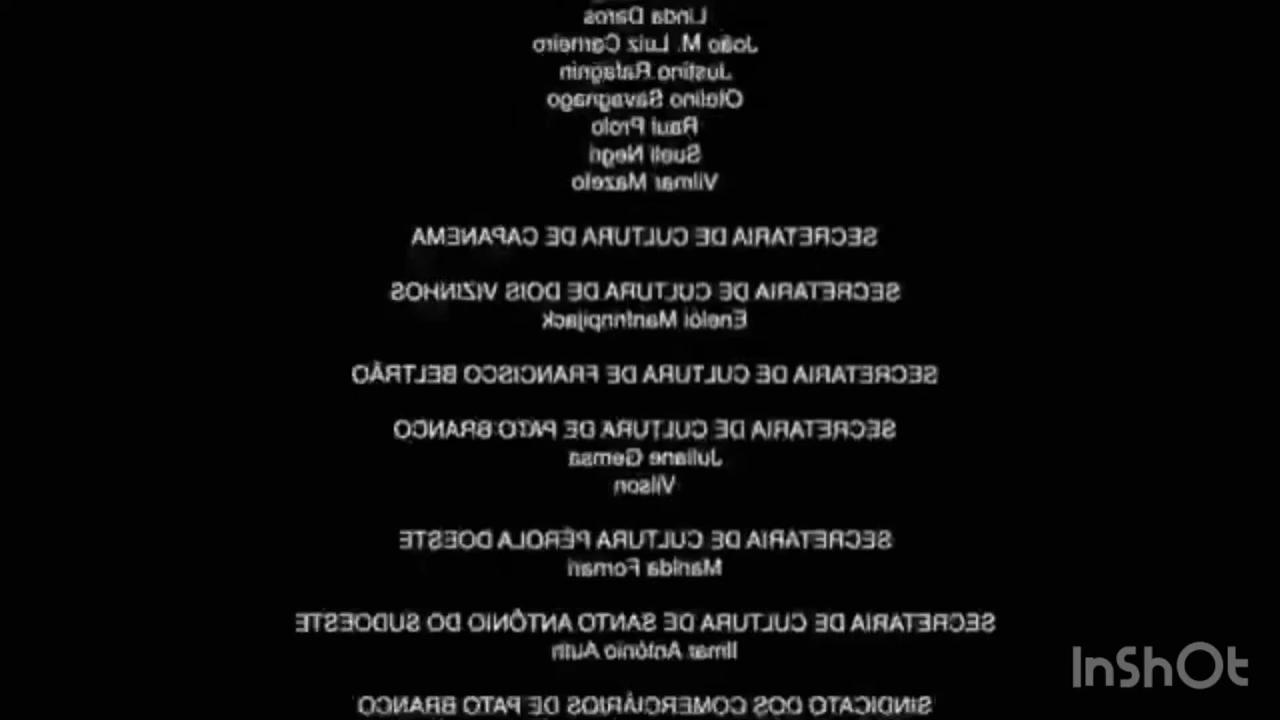 Linda Daros
João M. Luiz Carneiro
Justino Rafagnin
Otelino Savagnago
Raul Prolo
Sueli Negri
Vilmar Mazeto
SECRETARIA DE CULTURA DE CAPANEMA
SECRETARIA DE CULTURA DE DOIS VIZINHOS
Enelói
SECRETARIA DE CULTURA DE FRANCISCO BELTRÃO
SECRETARIA DE CULTURA DE PATO BRANCO
Juliane Gemsa
Vilson
SECRETARIA DE CULTURA PÉROLA DOESTE
Marilda Fornari
SECRETARIA DE CULTURA DE SANTO ANTÔNIO DO SUDOESTE
Ilmar Antônio Auth
SINDICATO DOS COMERCIÁRIOS DE PATO BRANCO
InShOt